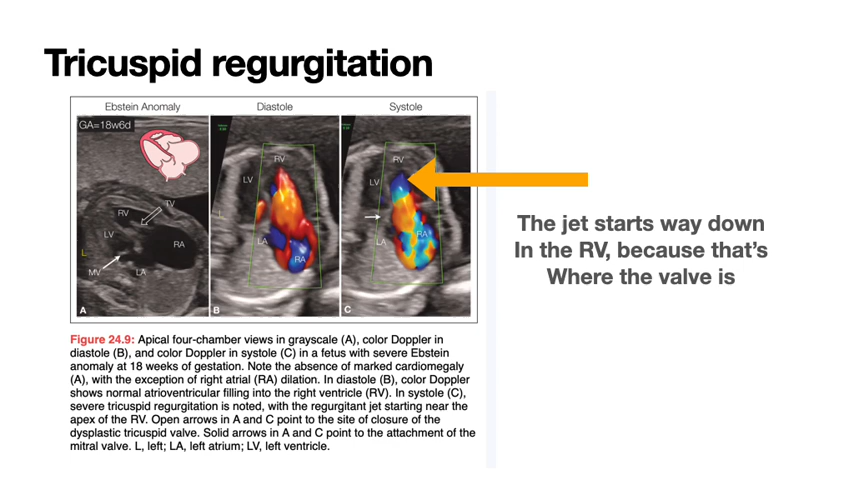 Tricuspid regurgitation
Ebstein Anomaly
Diastole
Systole
GA=18w6d
RV
TV
LV
RA
L
MV
LA
A
RV
LV
LA
RA
B
RV
LV
RA
LA
C
The jet starts way down
In the RV, because that's
Where the valve is
Figure 24.9: Apical four-chamber views in grayscale (A), color Doppler in
diastole (B), and color Doppler in systole (C) in a fetus with severe Ebstein
anomaly at 18 weeks of gestation. Note the absence of marked cardiomegaly
(A), with the exception of right atrial (RA) dilation. In diastole (B), color Doppler
shows normal atrioventricular filling into the right ventricle (RV). In systole (C),
severe tricuspid regurgitation is noted, with the regurgitant jet starting near the
apex of the RV. Open arrows in A and C point to the site of closure of the
dysplastic tricuspid valve. Solid arrows in A and C point to the attachment of the
mitral valve. L, left; LA, left atrium; LV, left ventricle.